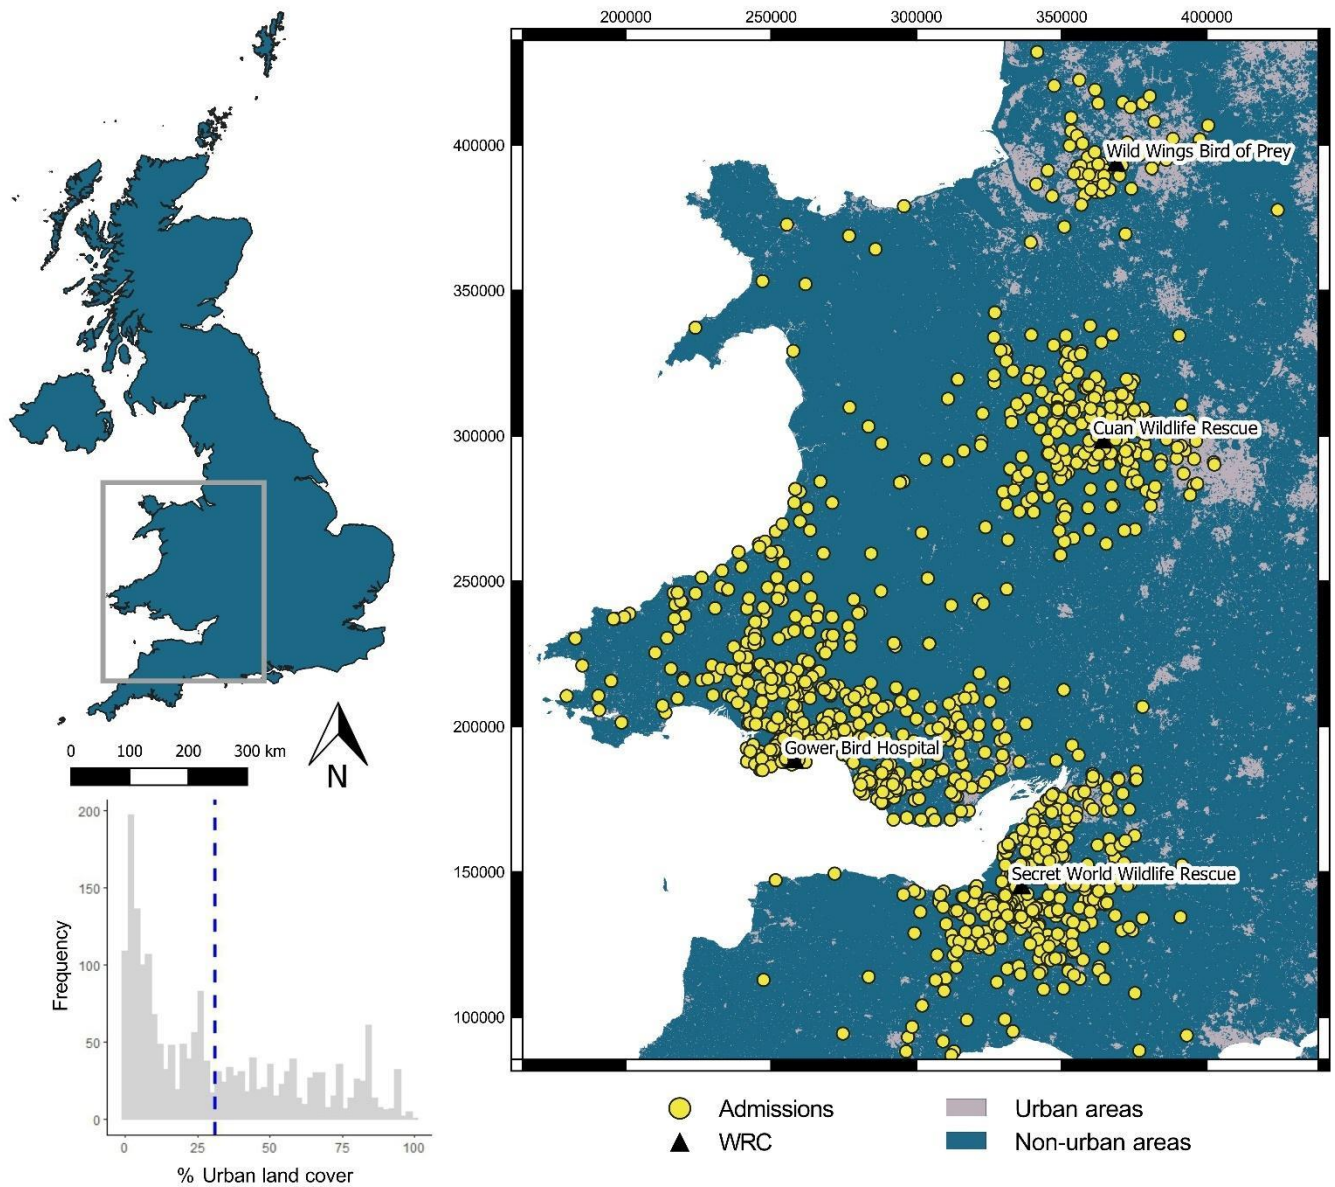 200000 250000 300000 350000 400000
400000
Wild Wings Bird of Prey
350000
300000
Cuan Wildlife Rescue
250000
200000
Gower Bird Hospital
150000
Secret World Wildlife Rescue
100000
0 100 200 300 km
N
200
150
100
50
0
Frequency
0 25 50 75 100
% Urban land cover
Admissions
WRC
Urban areas
Non-urban areas